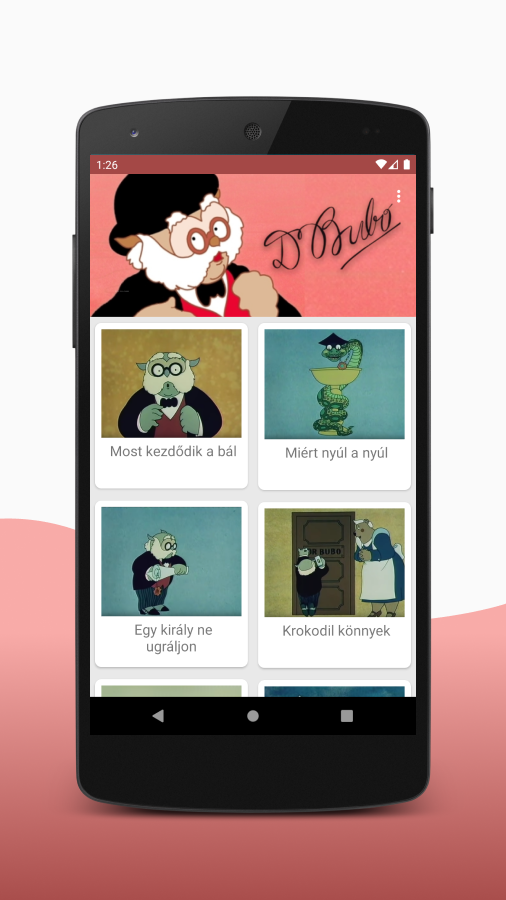 1:26
Dr Bubó
Most kezdődik a bál
Miért nyúl a nyúl
DR BUBO
Egy király ne
ugráljon
Krokodil könnyek